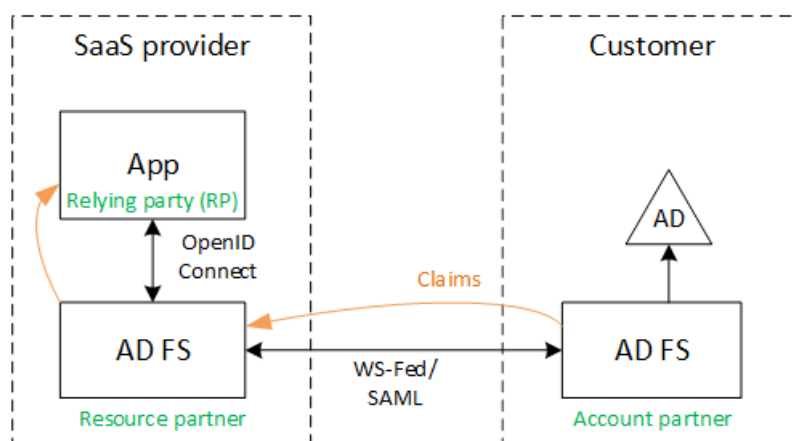 SaaS provider
Customer
App
Relying party (RP)
AD
OpenID
Connect
Claims
AD FS
AD FS
WS-Fed/
SAML
Resource partner
Account partner